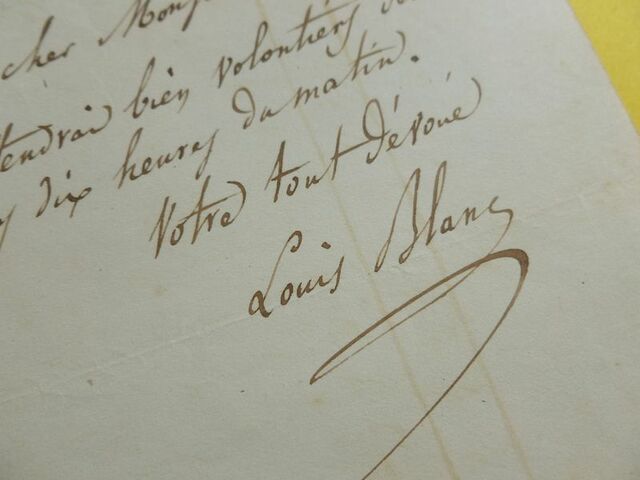 cher Mons
tendrai bien volontiers
dix heures du matin.
Votre tout dévoué
Louis Blanc